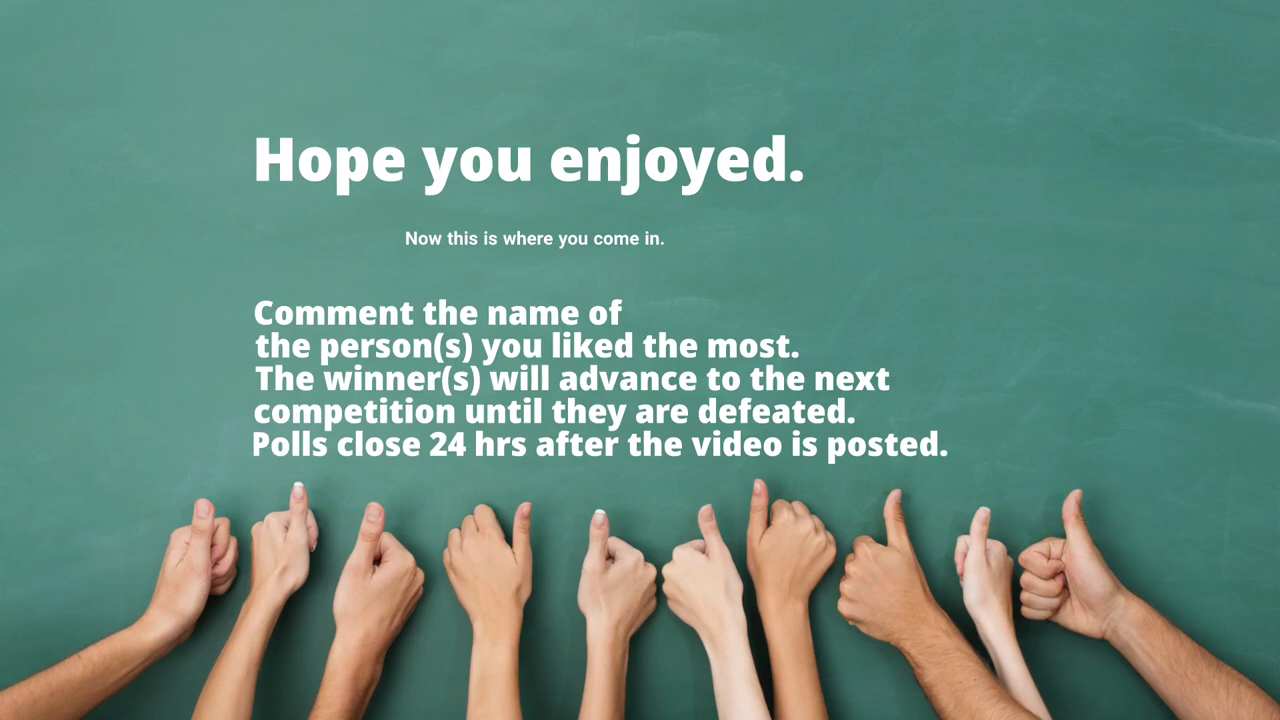 Hope you enjoyed.
Now this is where you come in.
Comment the name of
the person(s) you liked the most.
The winner(s) will advance to the next
competition until they are defeated.
Polls close 24 hrs after the video is posted.